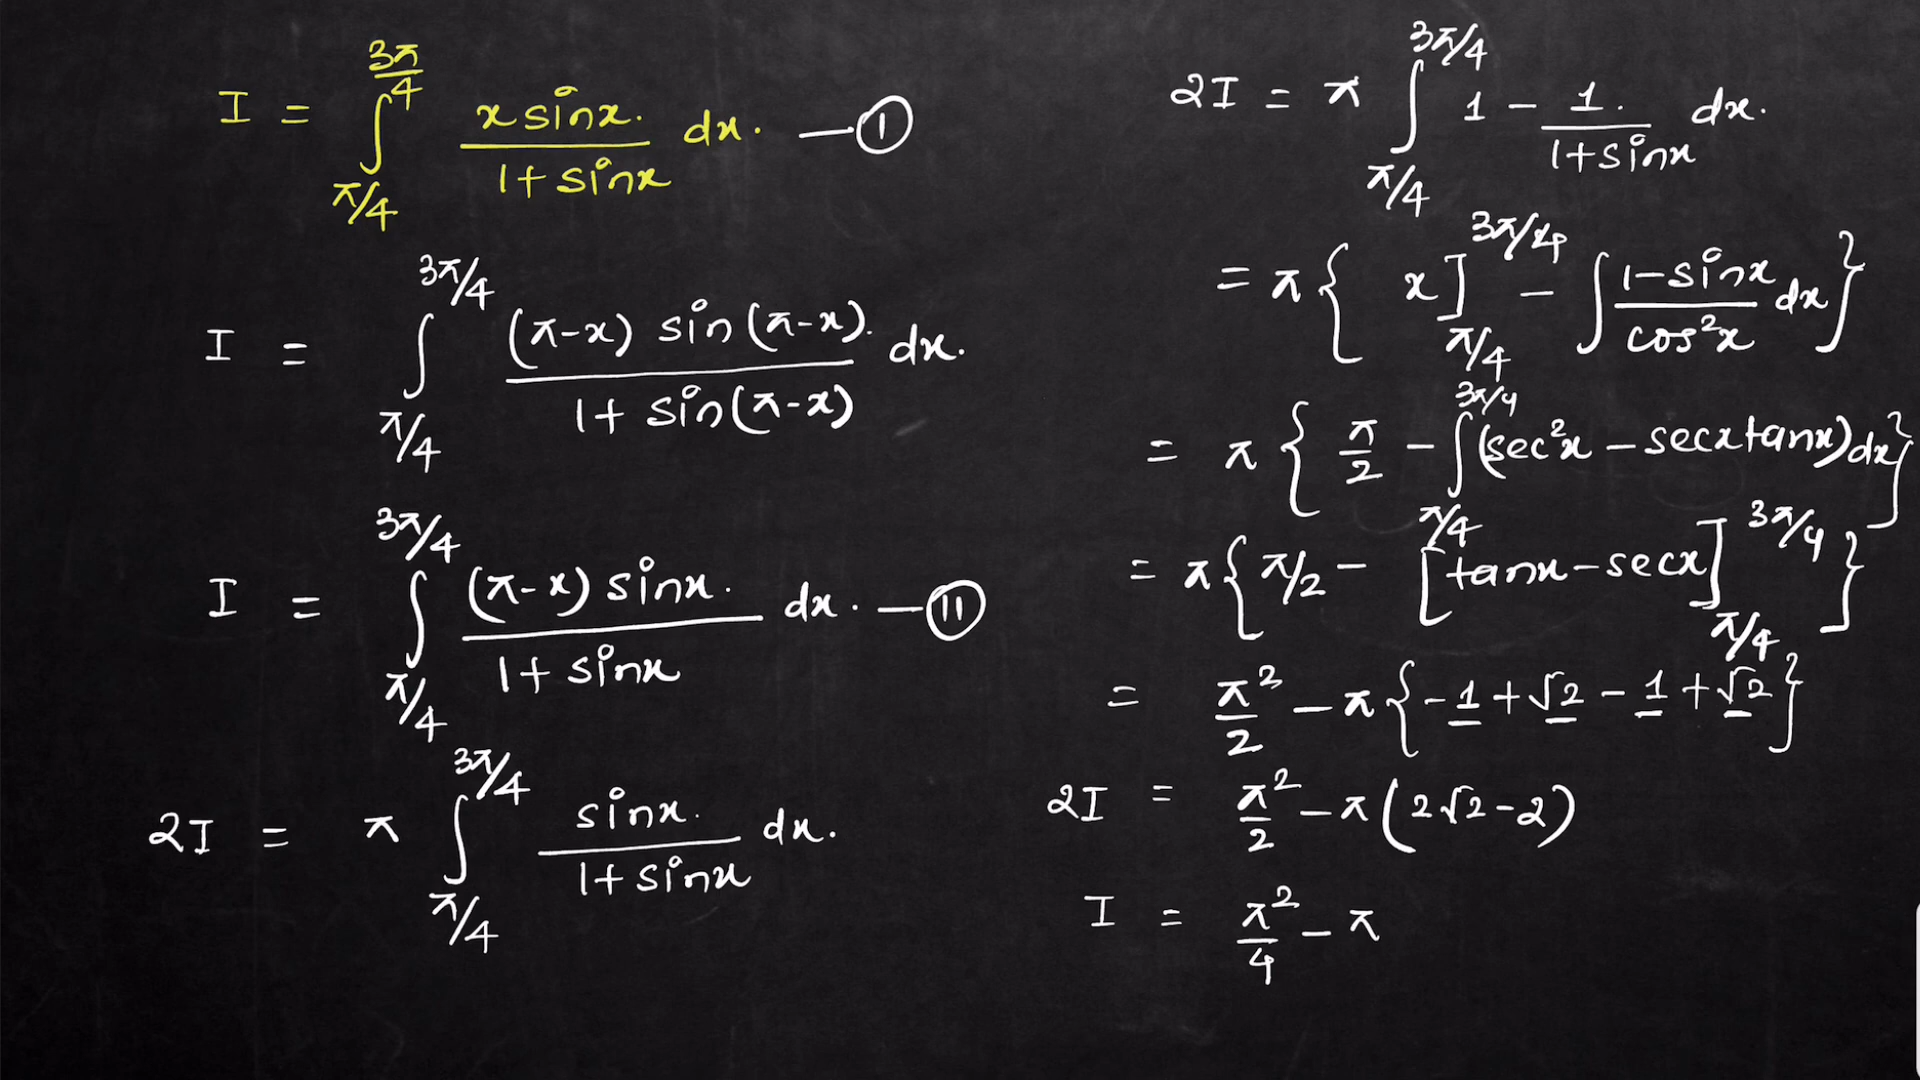 I = ∫_{π/4}^{3π/4} x sinx. / 1+sinx dx. —①
I = ∫_{π/4}^{3π/4} (π-x) sin(π-x). / 1+ sin(π-x) dx.
I = ∫_{π/4}^{3π/4} (π-x) sinx. / 1+ sinx dx. —(11)
2I = π ∫_{π/4}^{3π/4} sinx. / 1+sinx dx.
2I = π ∫_{π/4}^{3π/4} 1 - 1. / 1+sinx dx.
= π { x]_{π/4}^{3π/4} - ∫ 1-sinx / cos²x dx }
= π { π/2 - ∫_{π/4}^{3π/4} (sec²x - secxtanx)dx }
= π { π/2 - [tanx-secx]_{π/4}^{3π/4} }
= π²/2 - π {-1+√2-1+√2}
2I = π²/2 - π(2√2-2)
I = π²/4 - π